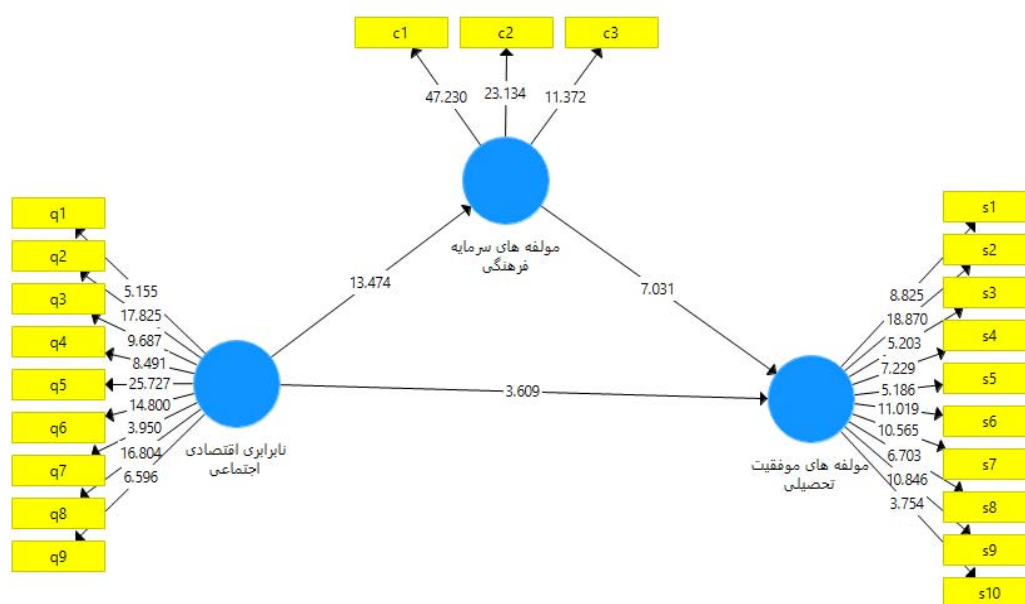 c1
c2
c3
47.230
23.134
11.372
مولفه های سرمایه
فرهنگی
13.474
7.031
q1
q2
q3
q4
q5
q6
q7
q8
q9
5.155
17.825
9.687
8.491
25.727
14.800
3.950
16.804
6.596
نابرابری اقتصادی
اجتماعی
3.609
s1
s2
s3
s4
s5
s6
s7
s8
s9
s10
8.825
18.870
5.203
7.229
5.186
11.019
10.565
6.703
10.846
3.754
مولفه های موفقیت
تحصیلی